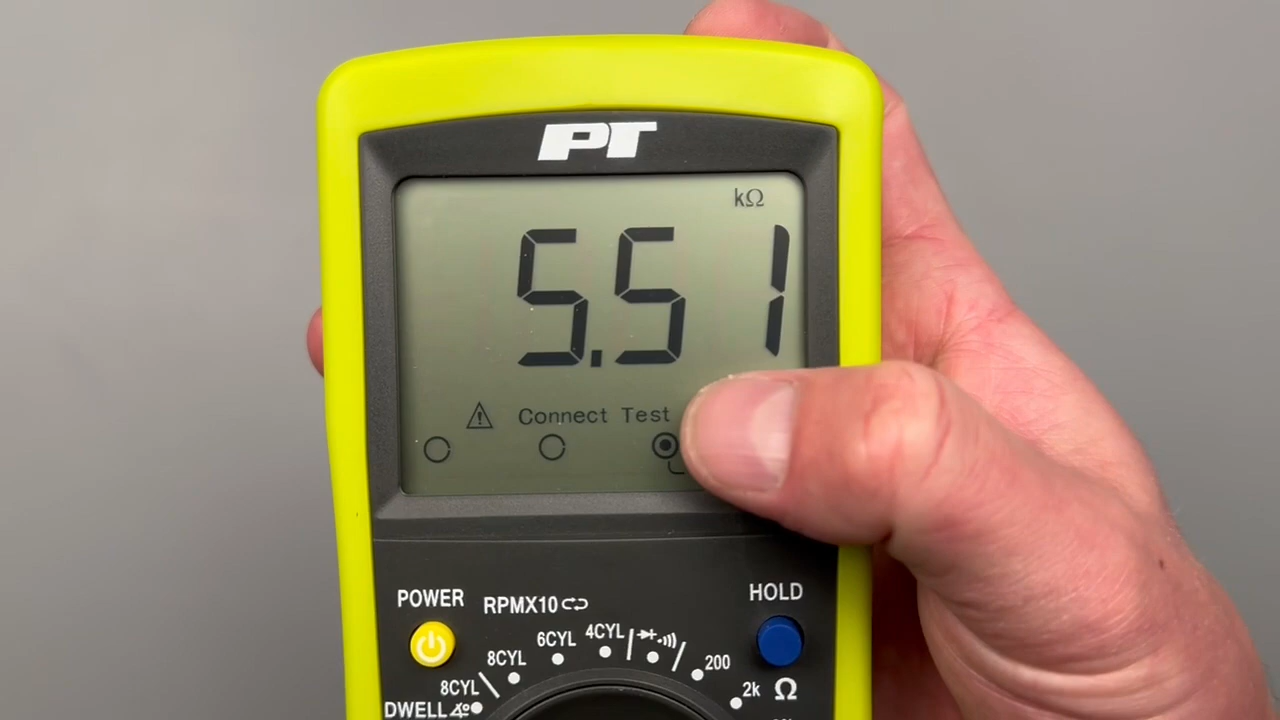 PT
kΩ
5.51
Connect Test
POWER
RPMX10
HOLD
8CYL
8CYL
6CYL
4CYL
200
2k
Ω
DWELL